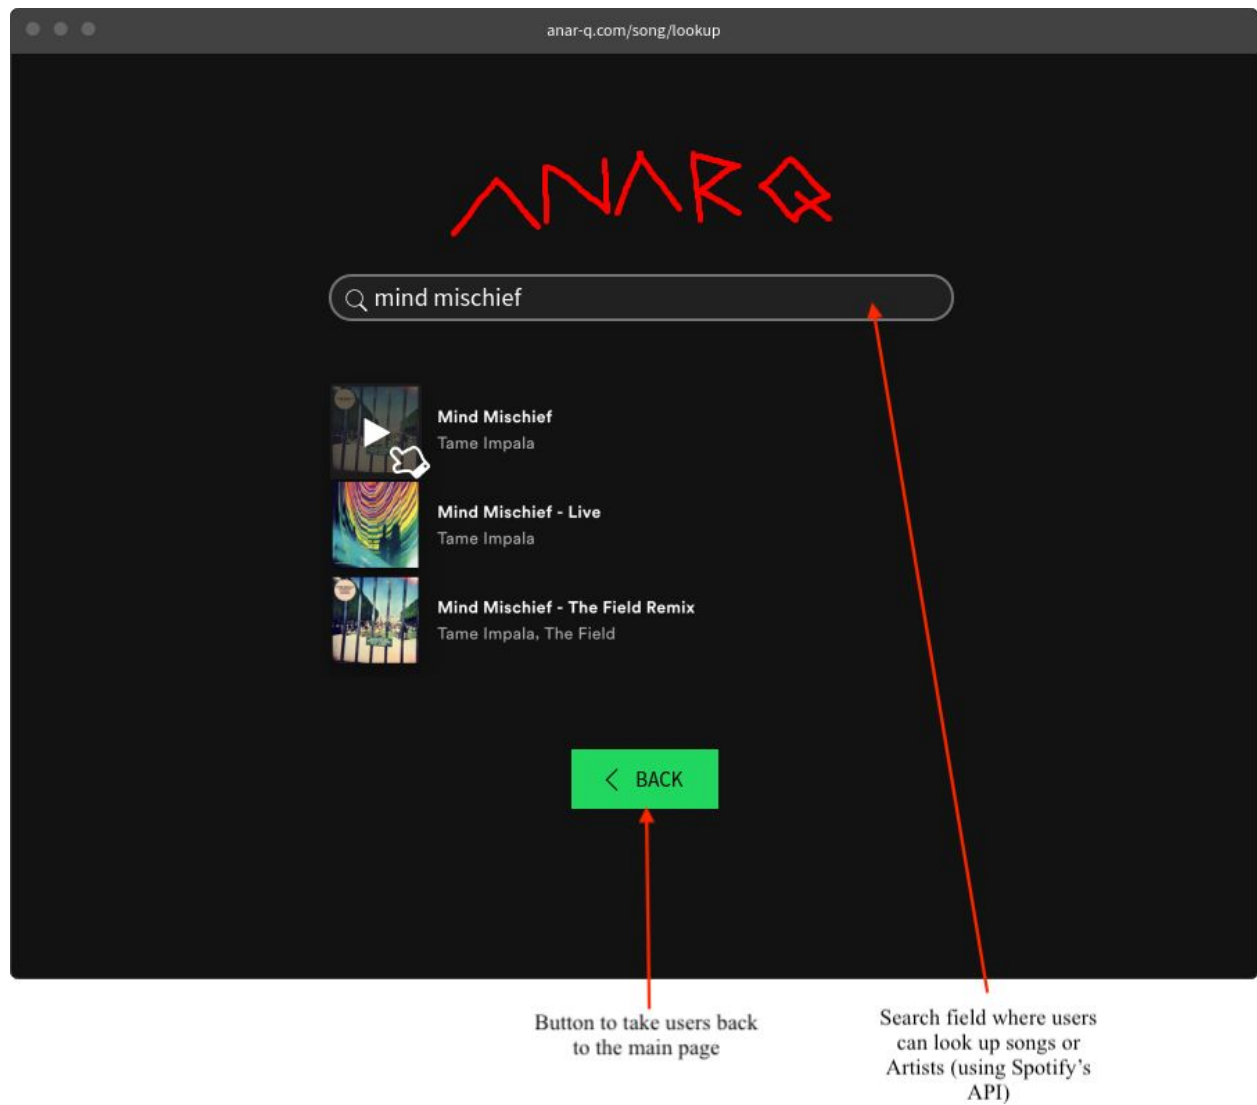 anar-q.com/song/lookup
ANARQ
mind mischief
Mind Mischief
Tame Impala
Mind Mischief - Live
Tame Impala
Mind Mischief - The Field Remix
Tame Impala, The Field
BACK
Button to take users back
to the main page
Search field where users
can look up songs or
Artists (using Spotify's
API)